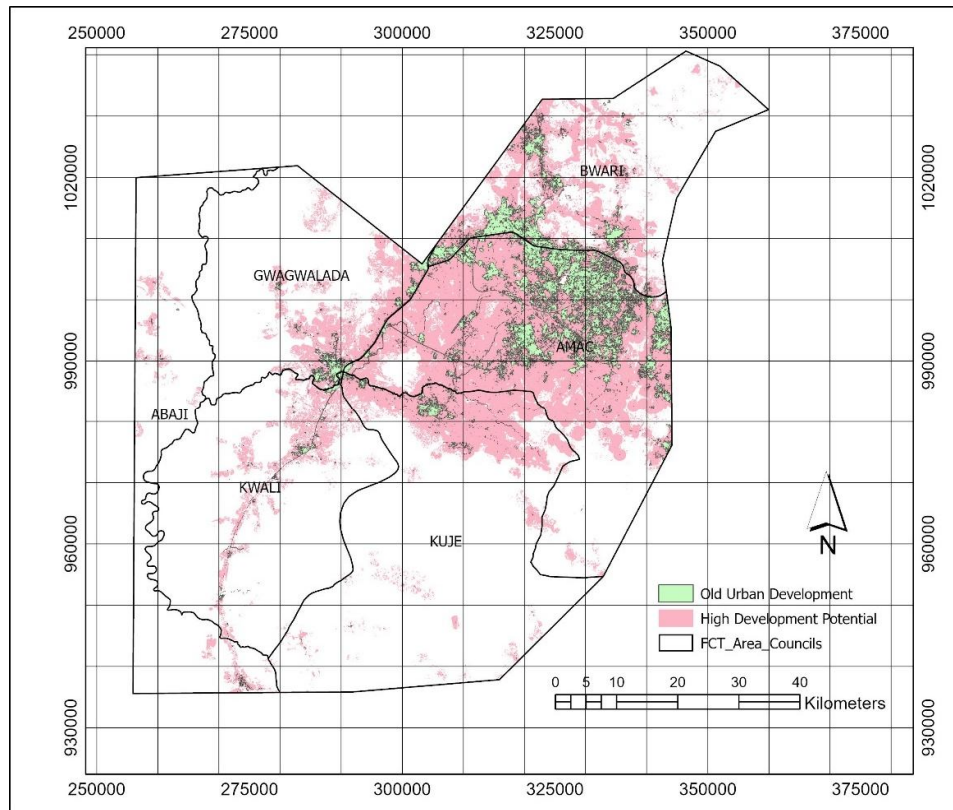 250000 275000 300000 325000 350000 375000
1020000 1020000
BWARI
GWAGWALADA
AMAC
990000 990000
ABAJI
KWALI
KUJE
960000 960000
N
Old Urban Development
High Development Potential
FCT_Area_Councils
0 5 10 20 30 40
Kilometers
930000 930000
250000 275000 300000 325000 350000 375000